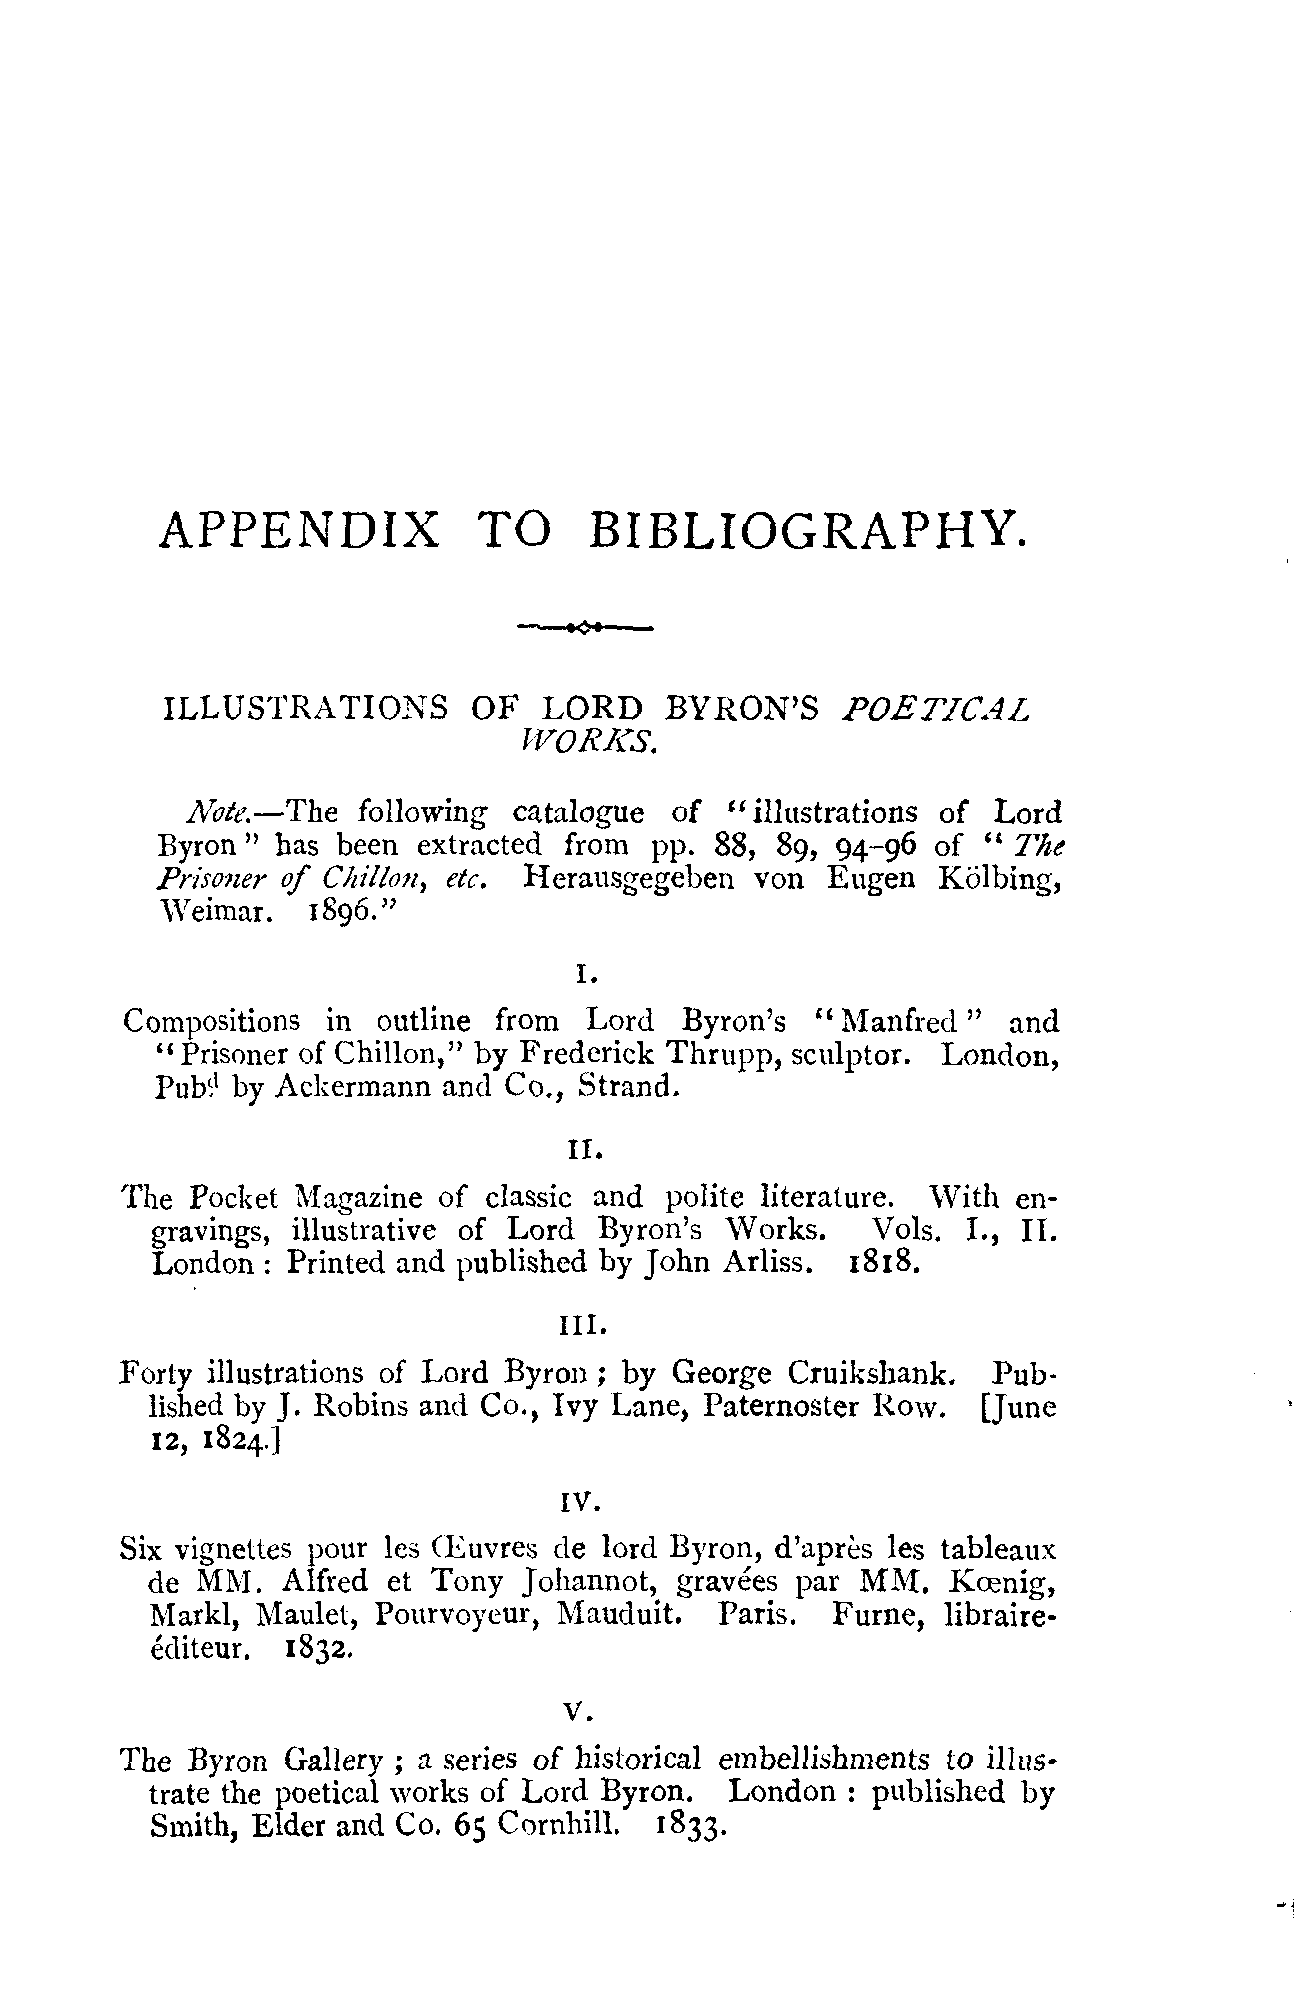 APPENDIX TO BIBLIOGRAPHY.
ILLUSTRATIONS OF LORD BYRON'S POETICAL
WORKS.
Note.—The following catalogue of "illustrations of Lord
Byron" has been extracted from pp. 88, 89, 94–96 of "The
Prisoner of Chillon, etc. Herausgegeben von Eugen Kölbing,
Weimar. 1896."
I.
Compositions in outline from Lord Byron's "Manfred" and
"Prisoner of Chillon," by Frederick Thrupp, sculptor. London,
Pubd by Ackermann and Co., Strand.
II.
The Pocket Magazine of classic and polite literature. With en-
gravings, illustrative of Lord Byron's Works. Vols. I., II.
London: Printed and published by John Arliss. 1818.
III.
Forty illustrations of Lord Byron; by George Cruikshank. Pub-
lished by J. Robins and Co., Ivy Lane, Paternoster Row. [June
12, 1824.]
IV.
Six vignettes pour les Œuvres de lord Byron, d'après les tableaux
de MM. Alfred et Tony Johannot, gravées par MM. Kœnig,
Markl, Maulet, Pourvoyeur, Mauduit. Paris. Furne, libraire-
éditeur. 1832.
V.
The Byron Gallery; a series of historical embellishments to illus-
trate the poetical works of Lord Byron. London: published by
Smith, Elder and Co. 65 Cornhill. 1833.